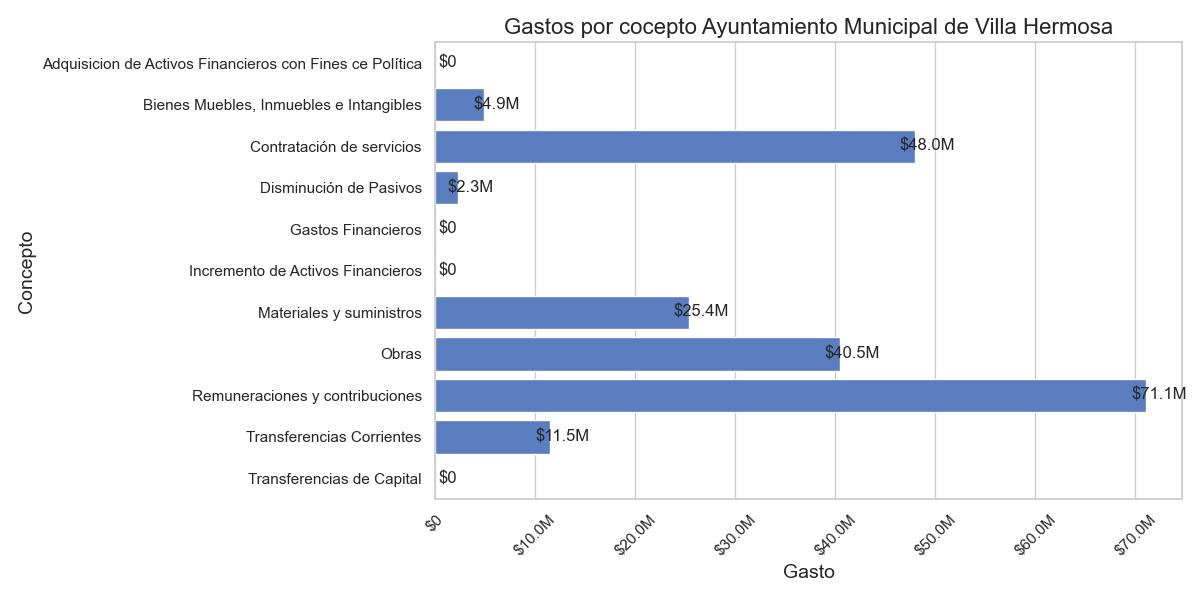 Gastos por cocepto Ayuntamiento Municipal de Villa Hermosa
Concepto
Adquisicion de Activos Financieros con Fines ce Política $0
Bienes Muebles, Inmuebles e Intangibles $4.9M
Contratación de servicios $48.0M
Disminución de Pasivos $2.3M
Gastos Financieros $0
Incremento de Activos Financieros $0
Materiales y suministros $25.4M
Obras $40.5M
Remuneraciones y contribuciones $71.1M
Transferencias Corrientes $11.5M
Transferencias de Capital $0
$0 $10.0M $20.0M $30.0M $40.0M $50.0M $60.0M $70.0M
Gasto